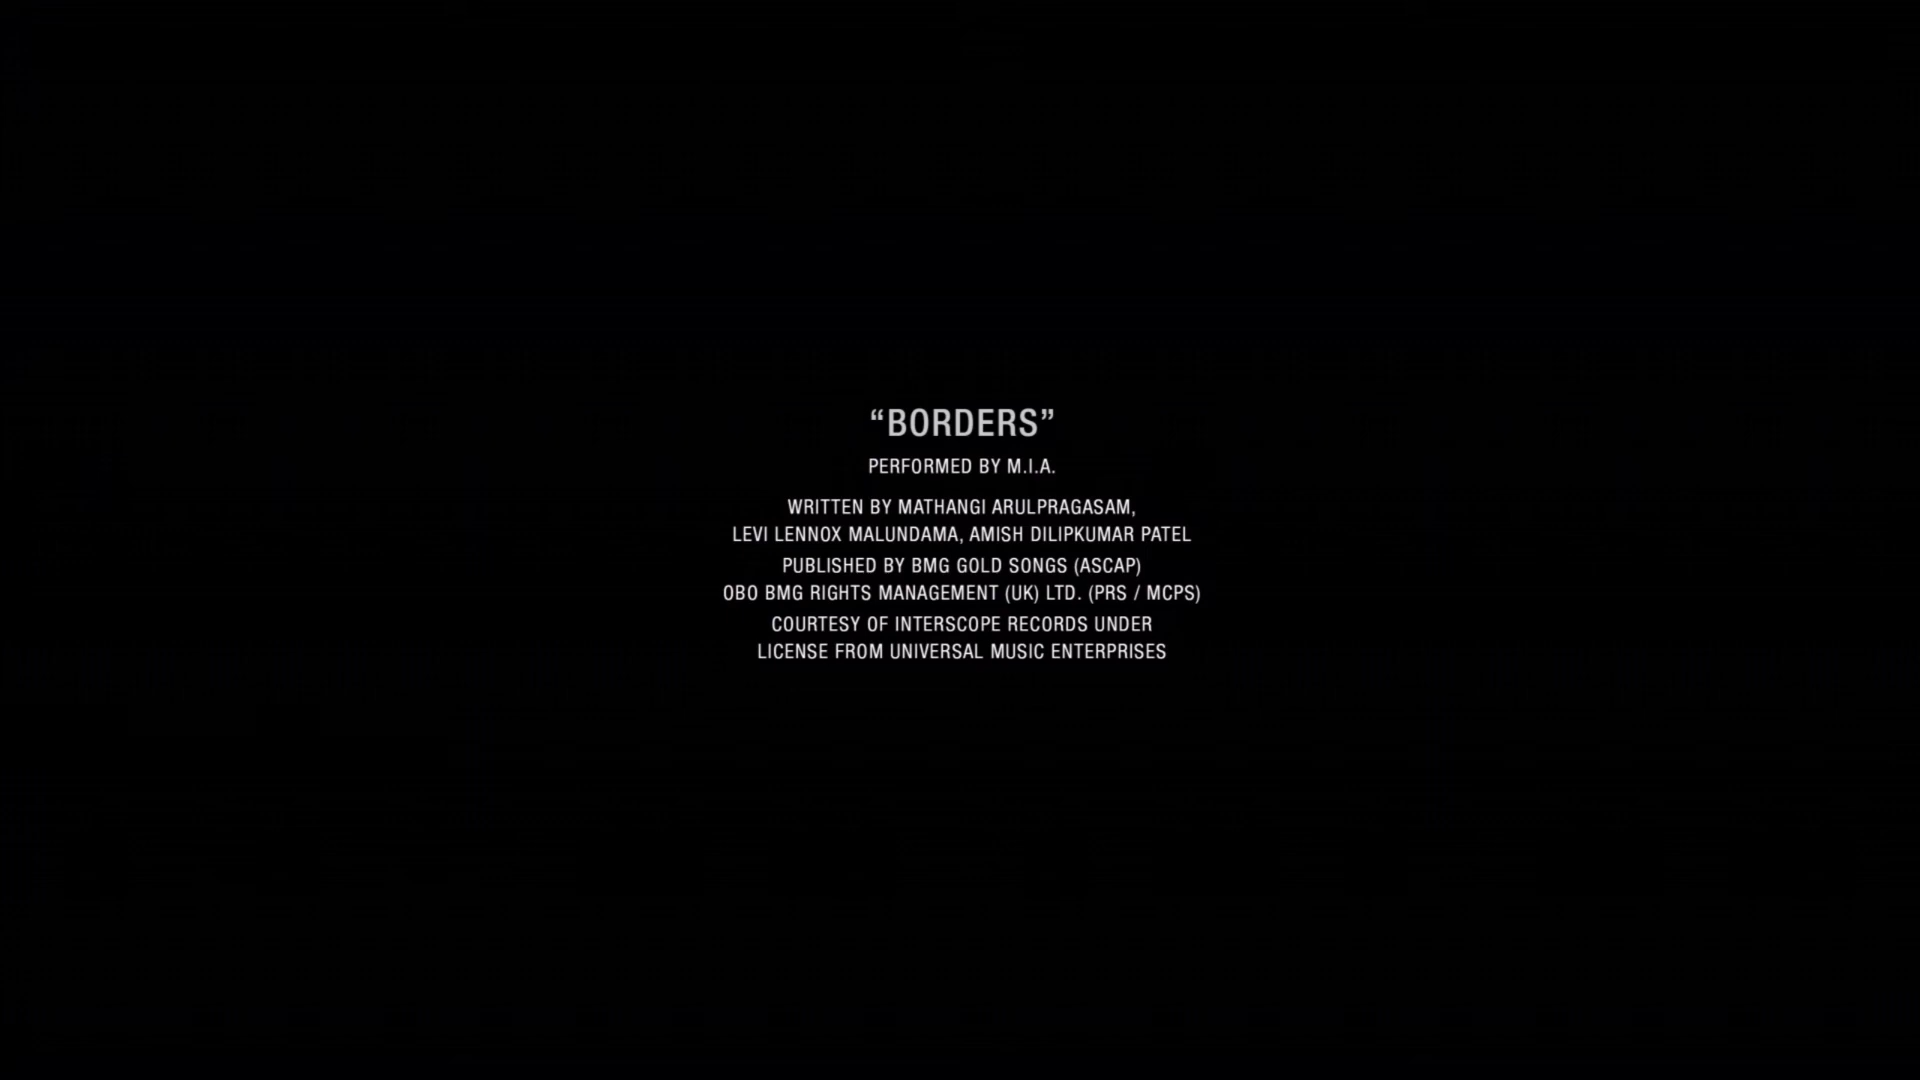 “BORDERS”
PERFORMED BY M.I.A.
WRITTEN BY MATHANGI ARULPRAGASAM,
LEVI LENNOX MALUNDAMA, AMISH DILIPKUMAR PATEL
PUBLISHED BY BMG GOLD SONGS (ASCAP)
OBO BMG RIGHTS MANAGEMENT (UK) LTD. (PRS / MCPS)
COURTESY OF INTERSCOPE RECORDS UNDER
LICENSE FROM UNIVERSAL MUSIC ENTERPRISES